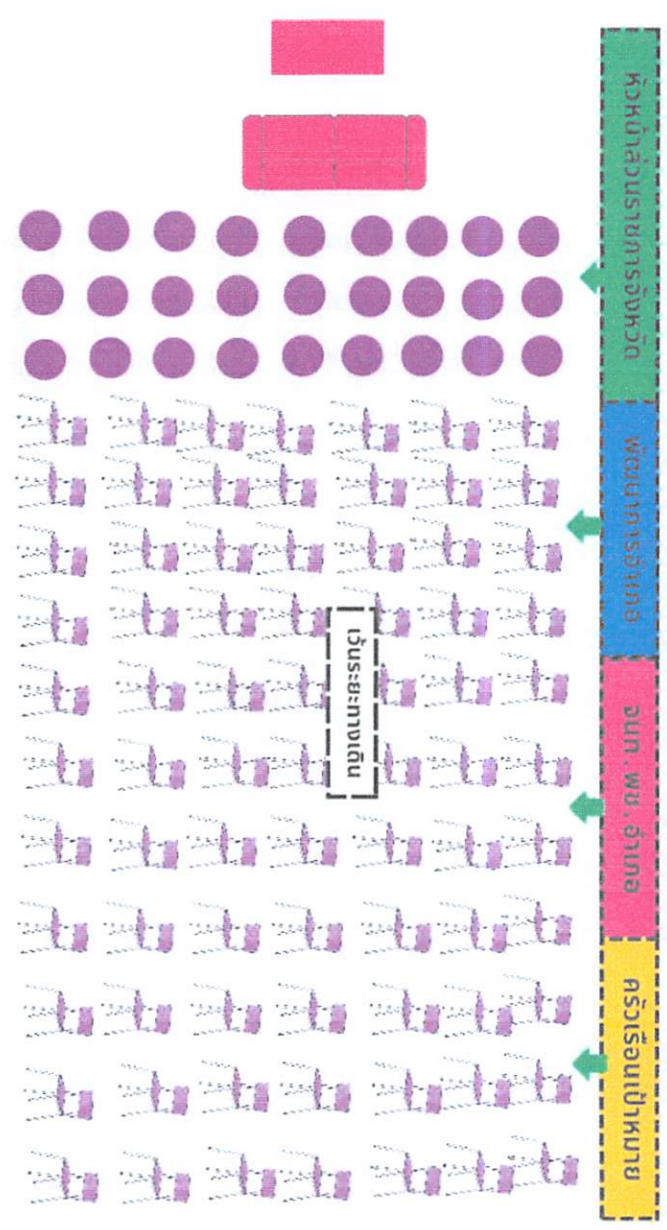 หัวหน้าส่วนราชการจังหวัด
พัฒนาการอำเภอ
เว้นระยะทางเดิน
จนท.พช.อำเภอ
ครัวเรือนเป้าหมาย